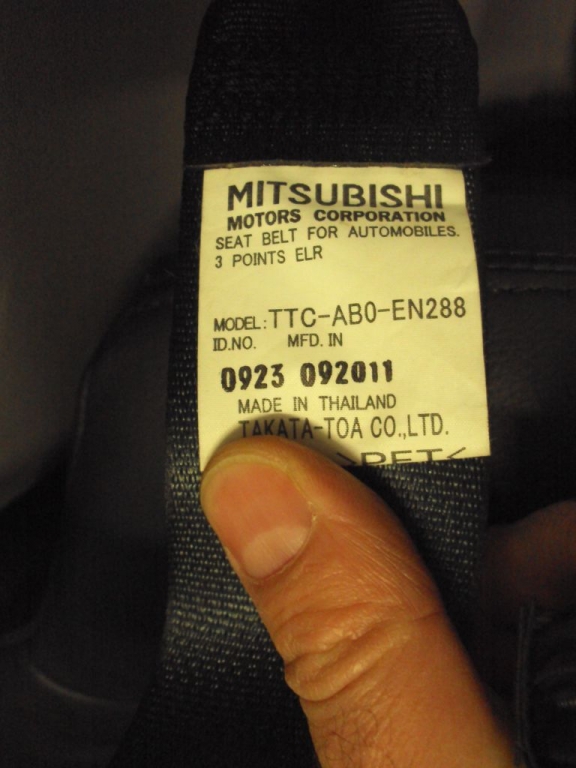 MITSUBISHI
MOTORS CORPORATION
SEAT BELT FOR AUTOMOBILES.
3 POINTS ELR
MODEL:TTC-AB0-EN288
ID.NO. MFD. IN
0923 092011
MADE IN THAILAND
TAKATA-TOA CO.,LTD.
>PET<